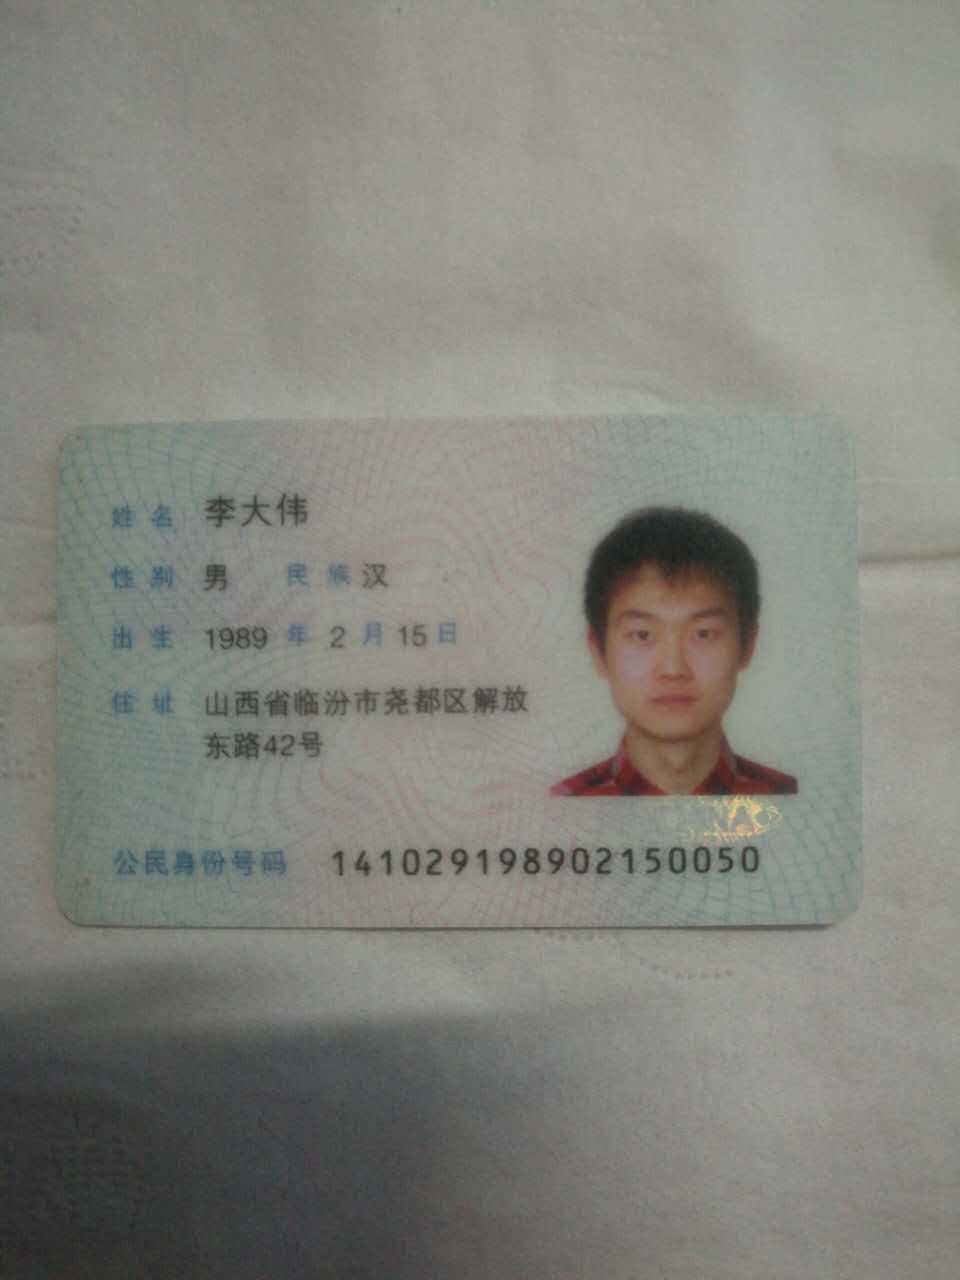 姓名 李大伟
性别 男 民族 汉
出生 1989 年 2 月 15 日
住址 山西省临汾市尧都区解放
东路42号
公民身份号码 141029198902150050